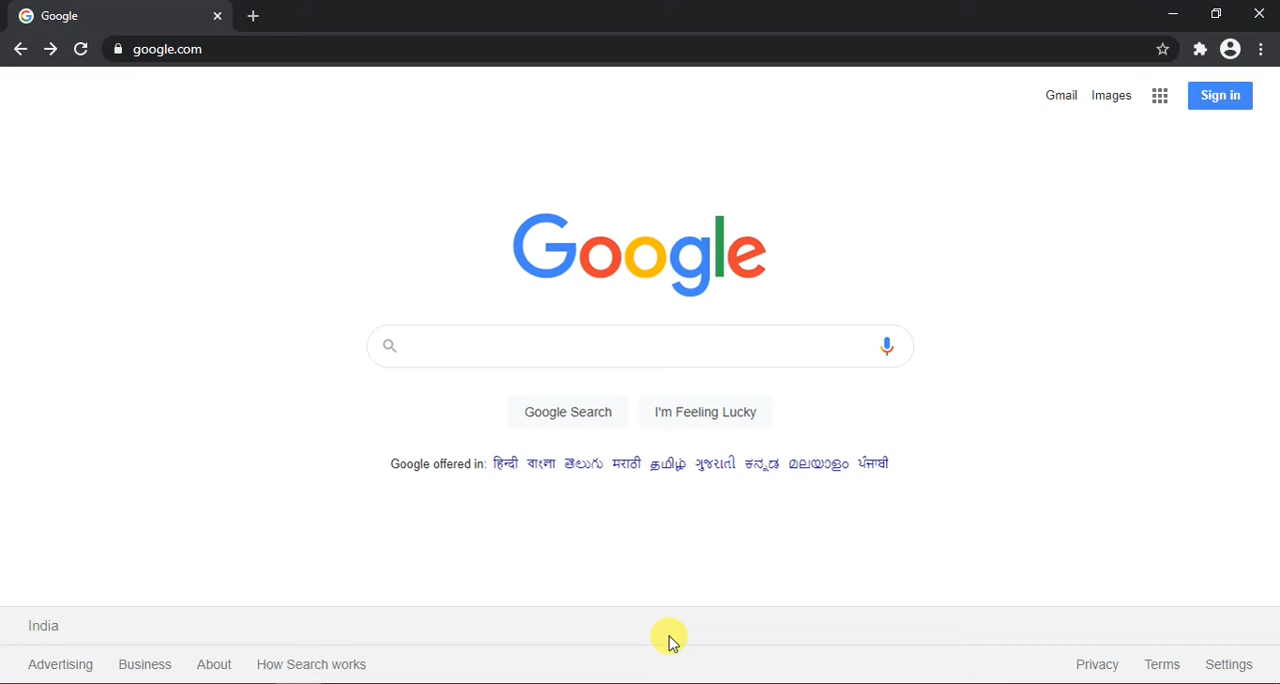 Google
google.com
Gmail Images Sign in
Google
Google Search I'm Feeling Lucky
Google offered in: हिन्दी বাংলা తెలుగు मराठी தமிழ் ગુજરાતી ಕನ್ನಡ മലയാളം ਪੰਜਾਬੀ
India
Advertising Business About How Search works Privacy Terms Settings